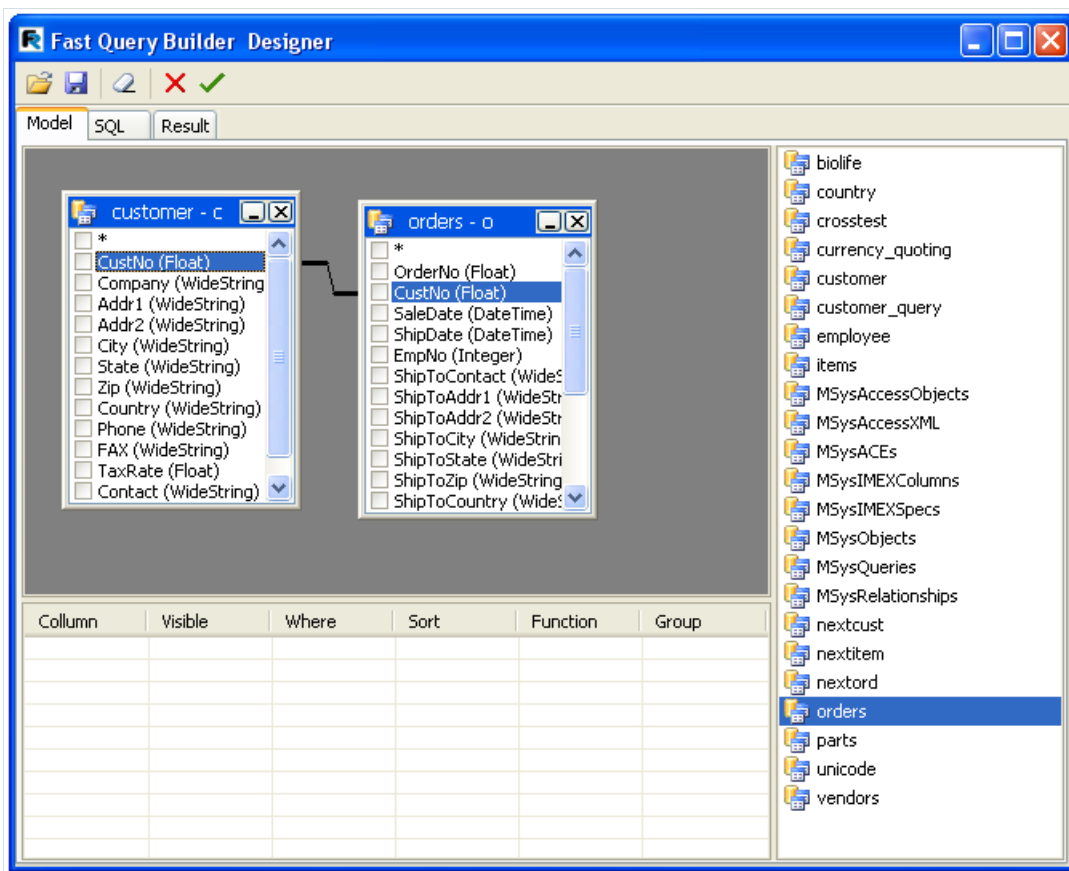 Fast Query Builder Designer
Model SQL Result
customer - c
*
CustNo (Float)
Company (WideString
Addr1 (WideString)
Addr2 (WideString)
City (WideString)
State (WideString)
Zip (WideString)
Country (WideString)
Phone (WideString)
FAX (WideString)
TaxRate (Float)
Contact (WideString)
orders - o
*
OrderNo (Float)
CustNo (Float)
SaleDate (DateTime)
ShipDate (DateTime)
EmpNo (Integer)
ShipToContact (WideS
ShipToAddr1 (WideStr
ShipToAddr2 (WideStr
ShipToCity (WideStrin
ShipToState (WideStri
ShipToZip (WideString
ShipToCountry (WideS
Collumn Visible Where Sort Function Group
biolife
country
crosstest
currency_quoting
customer
customer_query
employee
items
MSysAccessObjects
MSysAccessXML
MSysACEs
MSysIMEXColumns
MSysIMEXSpecs
MSysObjects
MSysQueries
MSysRelationships
nextcust
nextitem
nextord
orders
parts
unicode
vendors